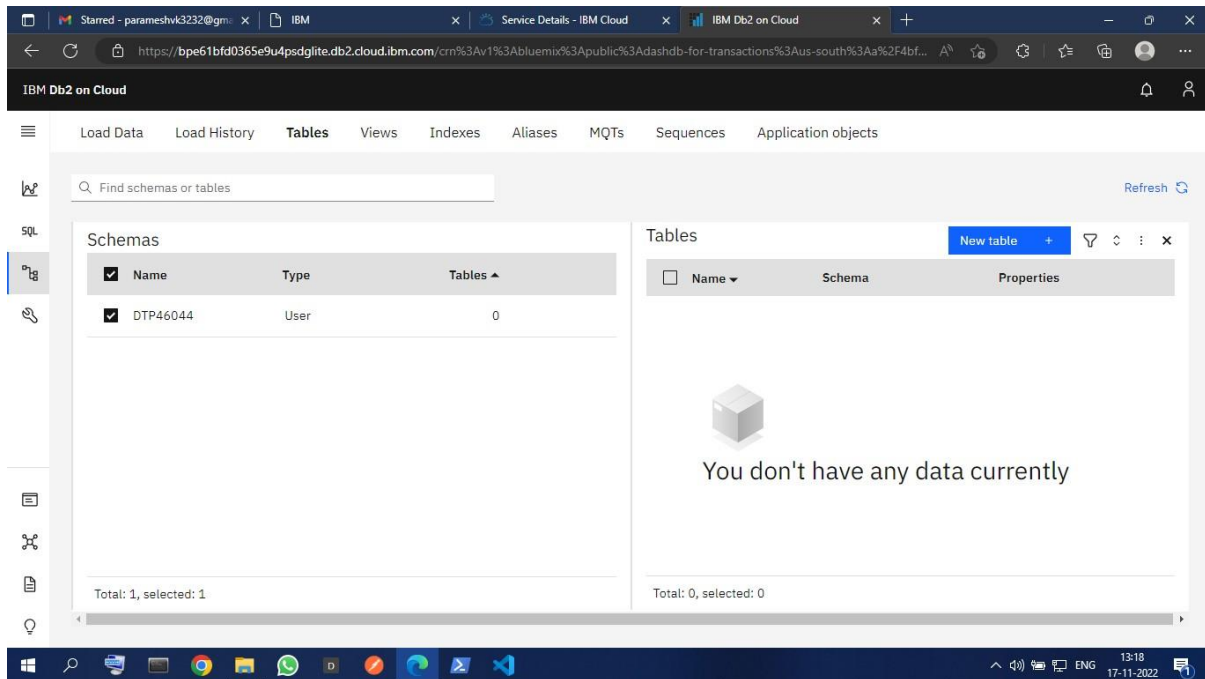 Starred - parameshvk3232@gma
IBM
Service Details - IBM Cloud
IBM Db2 on Cloud
https://bpe61bfd0365e9u4psdglite.db2.cloud.ibm.com/crn%3Av1%3Abluemix%3Apublic%3Adashdb-for-transactions%3Aus-south%3Aa%2F4bf...
IBM Db2 on Cloud
Load Data Load History Tables Views Indexes Aliases MQTs Sequences Application objects
Find schemas or tables
Refresh
SQL
Schemas
Name Type Tables
DTP46044 User 0
Total: 1, selected: 1
Tables
New table +
Name Schema Properties
You don't have any data currently
Total: 0, selected: 0
D
ENG
13:18
17-11-2022
1